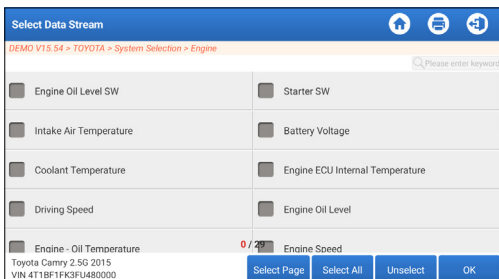 Select Data Stream
DEMO V15.54 > TOYOTA > System Selection > Engine
Please enter keyword
Engine Oil Level SW
Starter SW
Intake Air Temperature
Battery Voltage
Coolant Temperature
Engine ECU Internal Temperature
Driving Speed
Engine Oil Level
Engine - Oil Temperature
0 / 29
Engine Speed
Toyota Camry 2.5G 2015
VIN 4T1BF1FK3FU480000
Select Page
Select All
Unselect
OK